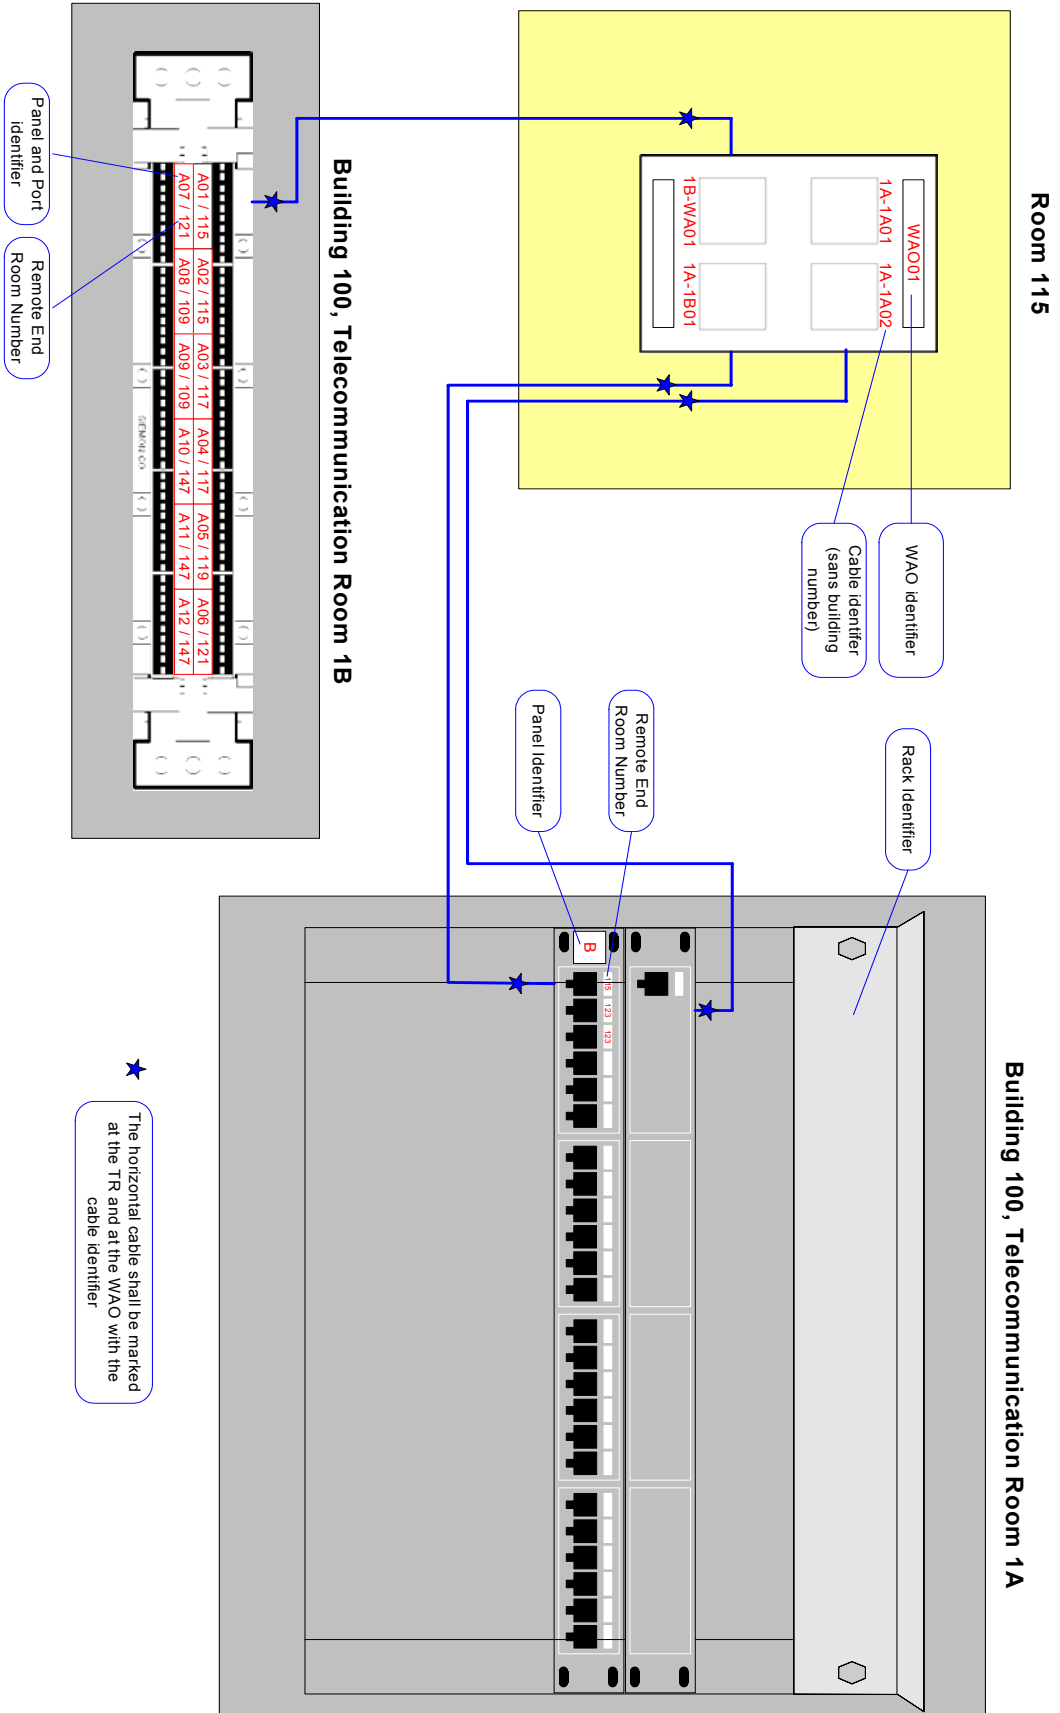 Room 115
WAO01
1A-1A01 1A-1A02
1B-WA01 1A-1B01
WAO identifier
Cable identifer
(sans building
number)
Rack Identifier
Remote End
Room Number
Panel Identifier
Building 100, Telecommunication Room 1A
B
115 123 123
Building 100, Telecommunication Room 1B
A01 / 115 A02 / 115 A03 / 117 A04 / 117 A05 / 119 A06 / 121
A07 / 121 A08 / 109 A09 / 109 A10 / 147 A11 / 147 A12 / 147
SIEMON CO
Panel and Port
identifier
Remote End
Room Number
The horizontal cable shall be marked
at the TR and at the WAO with the
cable identifier